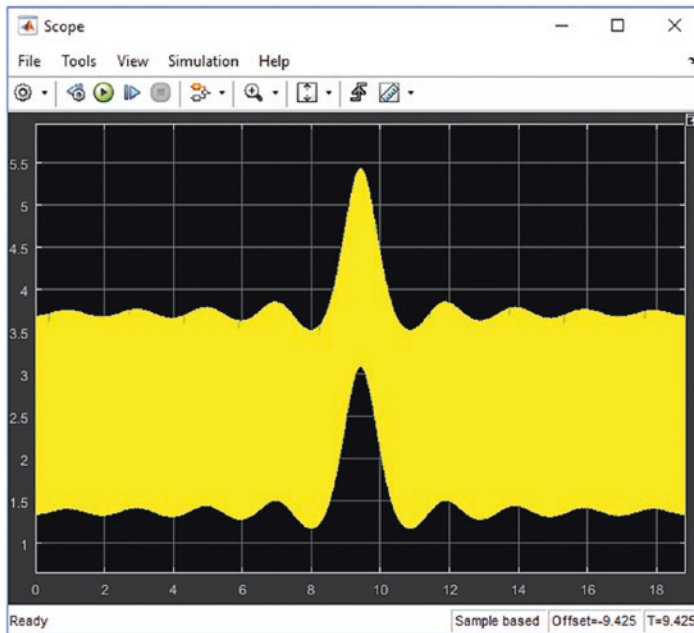 Scope
File Tools View Simulation Help
5.5
5
4.5
4
3.5
3
2.5
2
1.5
1
0 2 4 6 8 10 12 14 16 18
Ready Sample based Offset=-9.425 T=9.425